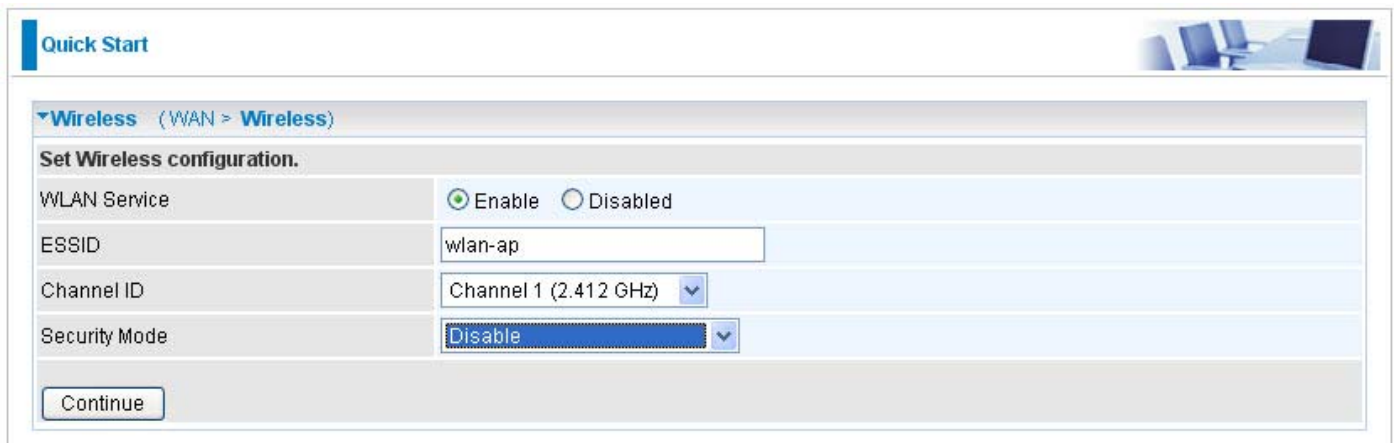 Quick Start
Wireless (WAN > Wireless)
Set Wireless configuration.
WLAN Service Enable Disabled
ESSID wlan-ap
Channel ID Channel 1 (2.412 GHz)
Security Mode Disable
Continue